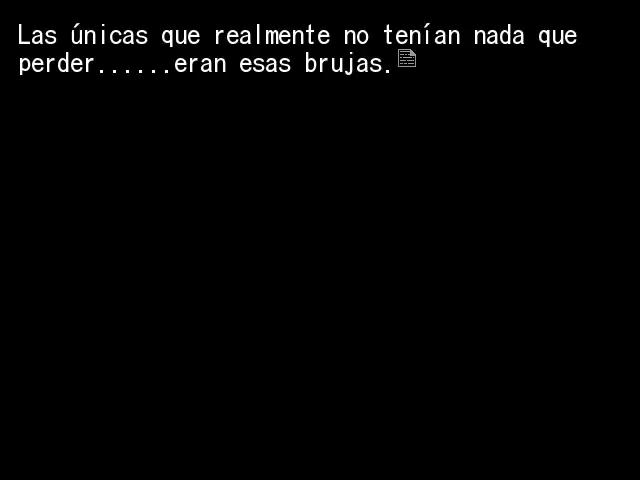 Las únicas que realmente no tenían nada que
perder......eran esas brujas.